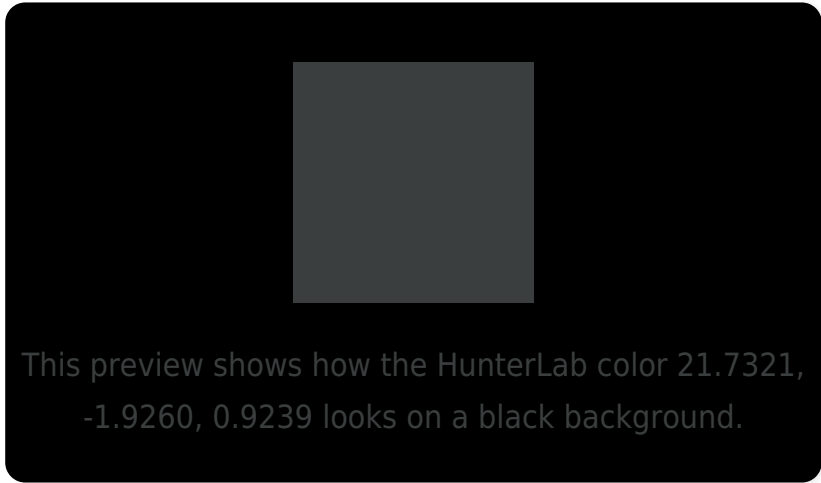 This preview shows how the HunterLab color 21.7321,
-1.9260, 0.9239 looks on a black background.